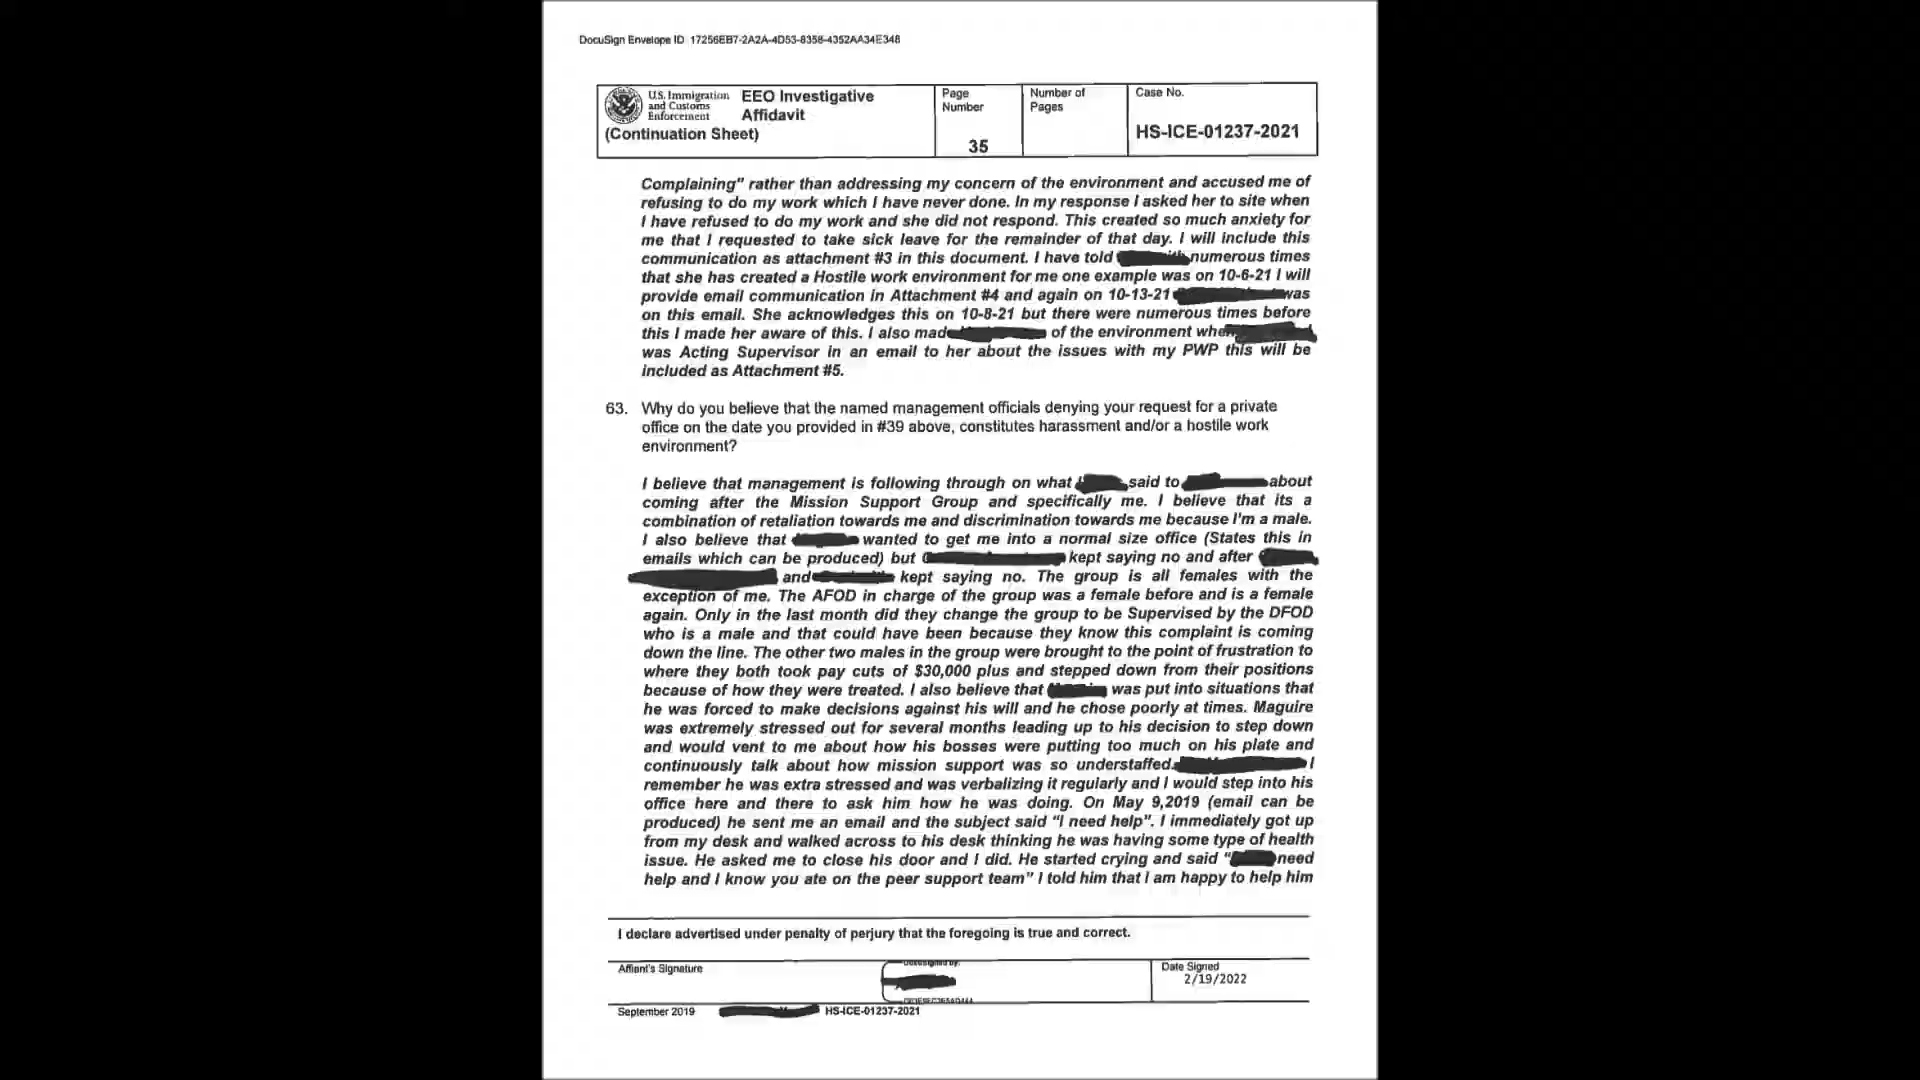 DocuSign Envelope ID 17256EB7-2A2A-4D53-8358-4352AA34E348
U.S. Immigration and Customs Enforcement
EEO Investigative Affidavit
(Continuation Sheet)
Page Number
35
Number of Pages
Case No.
HS-ICE-01237-2021
Complaining" rather than addressing my concern of the environment and accused me of
refusing to do my work which I have never done. In my response I asked her to site when
I have refused to do my work and she did not respond. This created so much anxiety for
me that I requested to take sick leave for the remainder of that day. I will include this
communication as attachment #3 in this document. I have told numerous times
that she has created a Hostile work environment for me one example was on 10-6-21 I will
provide email communication in Attachment #4 and again on 10-13-21 was
on this email. She acknowledges this on 10-8-21 but there were numerous times before
this I made her aware of this. I also mad of the environment whe
was Acting Supervisor in an email to her about the issues with my PWP this will be
included as Attachment #5.
63. Why do you believe that the named management officials denying your request for a private
office on the date you provided in #39 above, constitutes harassment and/or a hostile work
environment?
I believe that management is following through on what said to about
coming after the Mission Support Group and specifically me. I believe that its a
combination of retaliation towards me and discrimination towards me because I'm a male.
I also believe that wanted to get me into a normal size office (States this in
emails which can be produced) but kept saying no and after
and kept saying no. The group is all females with the
exception of me. The AFOD in charge of the group was a female before and is a female
again. Only in the last month did they change the group to be Supervised by the DFOD
who is a male and that could have been because they know this complaint is coming
down the line. The other two males in the group were brought to the point of frustration to
where they both took pay cuts of $30,000 plus and stepped down from their positions
because of how they were treated. I also believe that was put into situations that
he was forced to make decisions against his will and he chose poorly at times. Maguire
was extremely stressed out for several months leading up to his decision to step down
and would vent to me about how his bosses were putting too much on his plate and
continuously talk about how mission support was so understaffed. I
remember he was extra stressed and was verbalizing it regularly and I would step into his
office here and there to ask him how he was doing. On May 9,2019 (email can be
produced) he sent me an email and the subject said "I need help". I immediately got up
from my desk and walked across to his desk thinking he was having some type of health
issue. He asked me to close his door and I did. He started crying and said " need
help and I know you ate on the peer support team" I told him that I am happy to help him
I declare advertised under penalty of perjury that the foregoing is true and correct.
Affiant's Signature
DocuSigned by:
Date Signed
2/19/2022
September 2019
HS-ICE-01237-2021